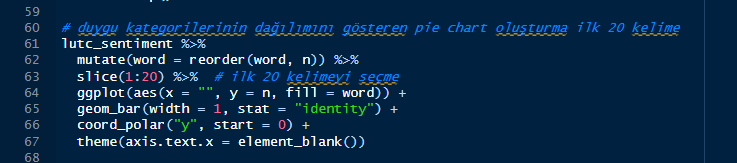 59
60 # duygu kategorilerinin dağılımını gösteren pie chart oluşturma ilk 20 kelime
61 lutc_sentiment %>%
62   mutate(word = reorder(word, n)) %>%
63   slice(1:20) %>%  # ilk 20 kelimeyi seçme
64   ggplot(aes(x = "", y = n, fill = word)) +
65   geom_bar(width = 1, stat = "identity") +
66   coord_polar("y", start = 0) +
67   theme(axis.text.x = element_blank())
68